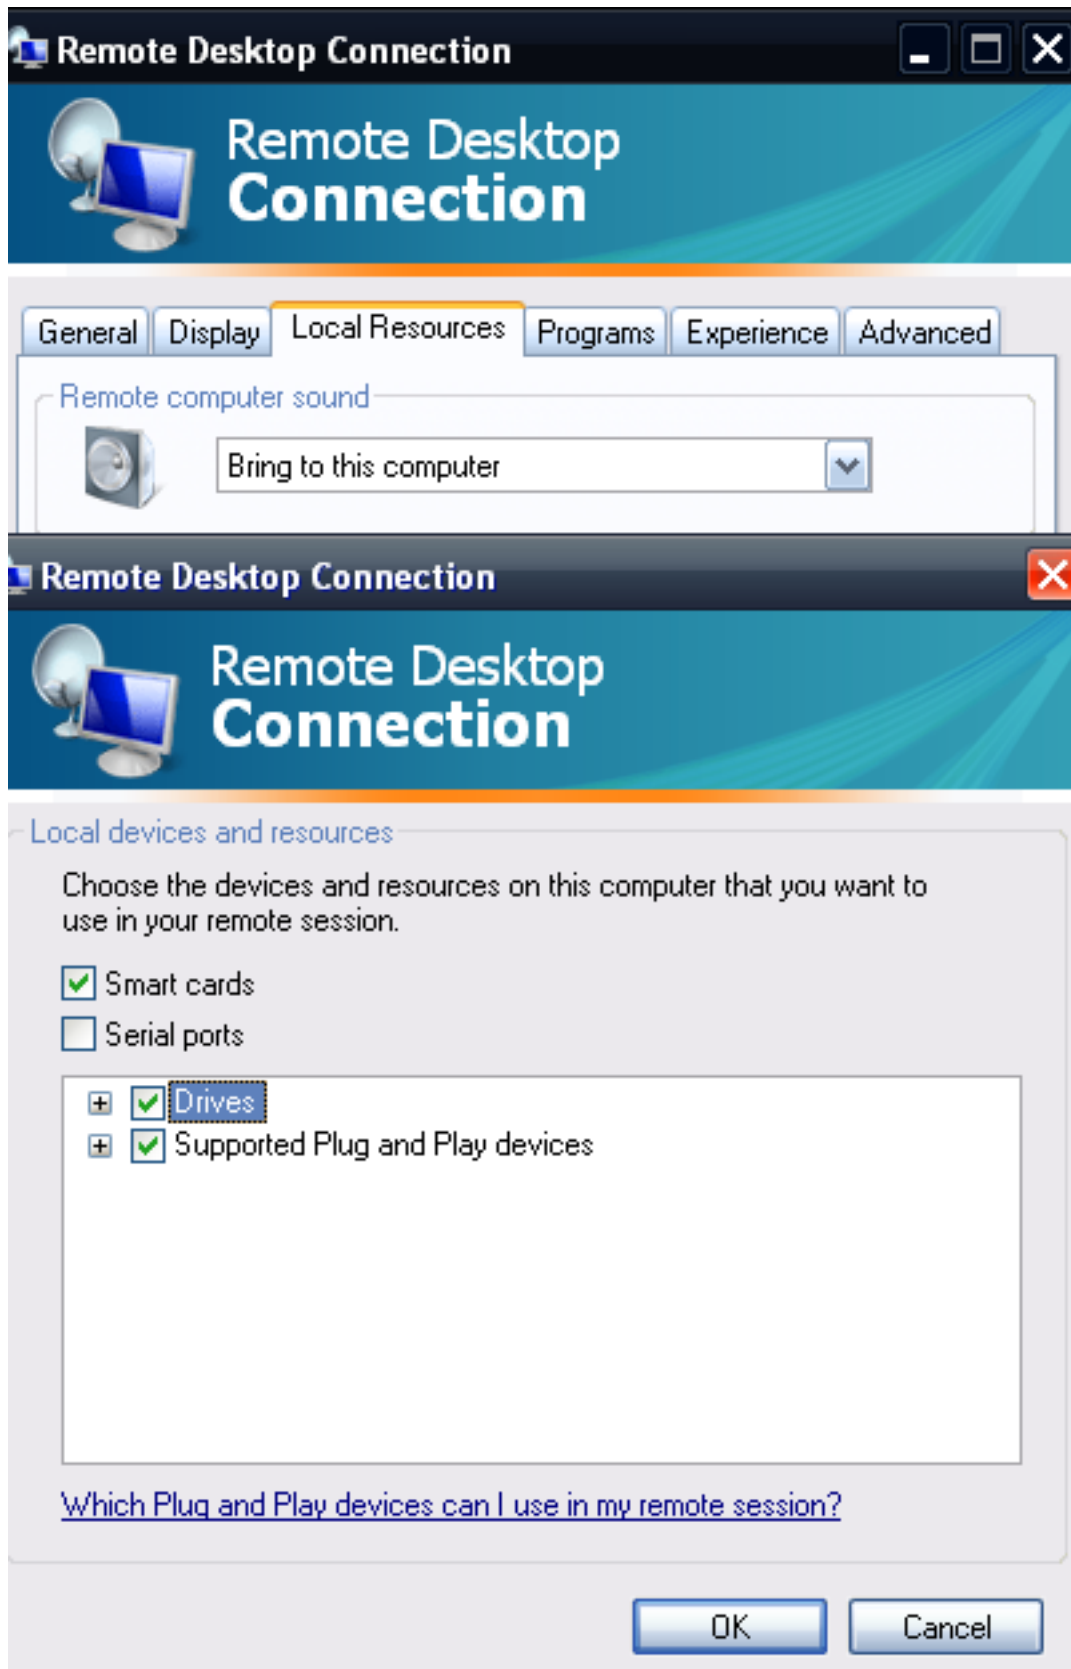 Remote Desktop Connection
Remote Desktop
Connection
General Display Local Resources Programs Experience Advanced
Remote computer sound
Bring to this computer
Remote Desktop Connection
Remote Desktop
Connection
Local devices and resources
Choose the devices and resources on this computer that you want to
use in your remote session.
Smart cards
Serial ports
Drives
Supported Plug and Play devices
Which Plug and Play devices can I use in my remote session?
OK Cancel